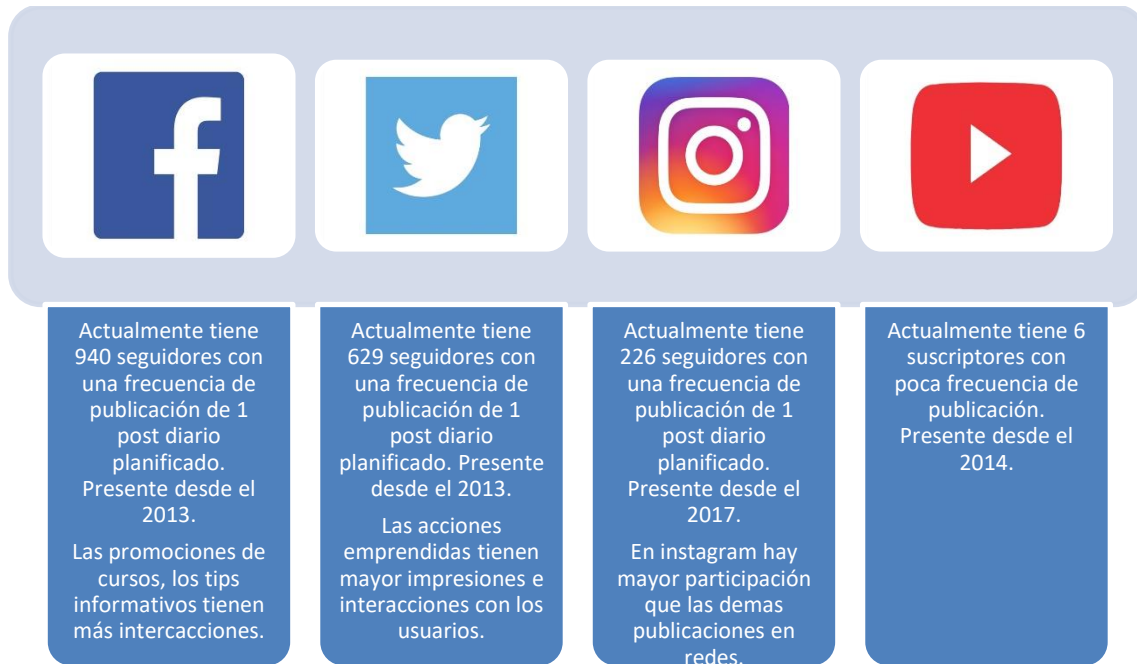 Actualmente tiene
940 seguidores con
una frecuencia de
publicación de 1
post diario
planificado.
Presente desde el
2013.
Las promociones de
cursos, los tips
informativos tienen
más intercacciones.
Actualmente tiene
629 seguidores con
una frecuencia de
publicación de 1
post diario
planificado. Presente
desde el 2013.
Las acciones
emprendidas tienen
mayor impresiones e
interacciones con los
usuarios.
Actualmente tiene
226 seguidores con
una frecuencia de
publicación de 1
post diario
planificado.
Presente desde el
2017.
En instagram hay
mayor participación
que las demas
publicaciones en
redes.
Actualmente tiene 6
suscriptores con
poca frecuencia de
publicación.
Presente desde el
2014.